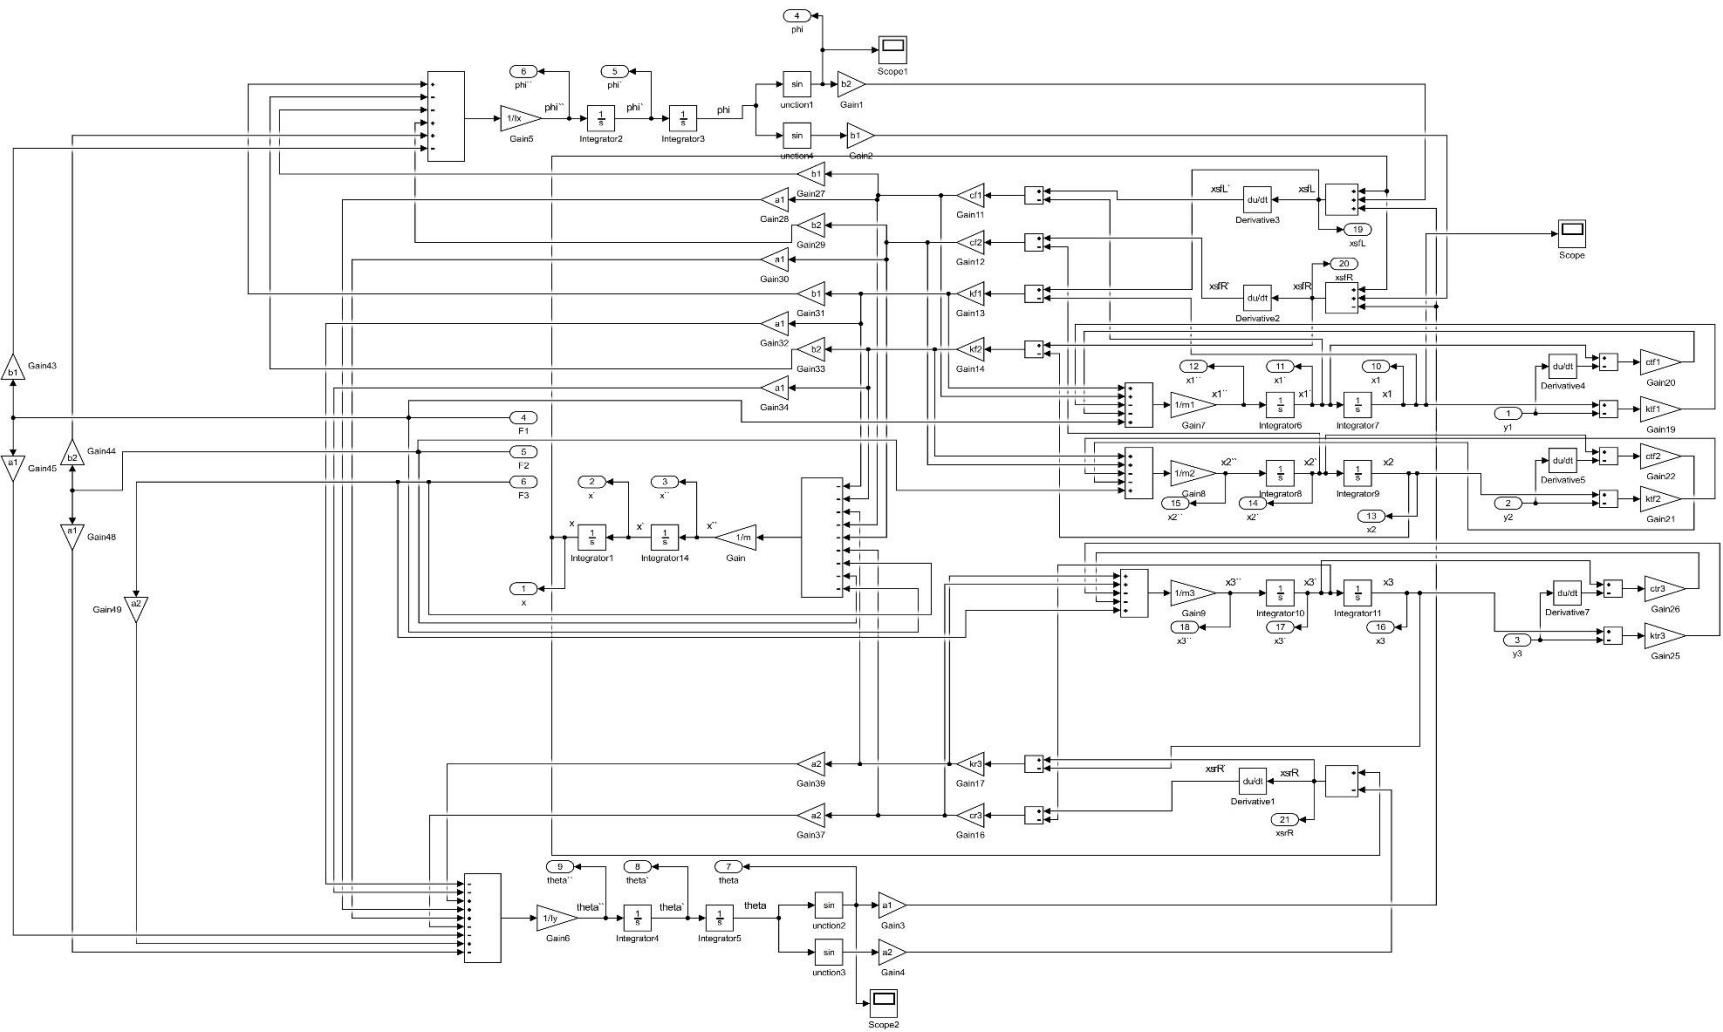 4
phi
Scope1
6
phi``
5
phi`
sin
unction1
b2
Gain1
1/Ix
Gain5
phi``
1
s
Integrator2
phi`
1
s
Integrator3
phi
sin
unction4
b1
Gain2
b1
Gain27
a1
Gain28
b2
Gain29
a1
Gain30
b1
Gain31
a1
Gain32
b2
Gain33
a1
Gain34
cf1
Gain11
cf2
Gain12
kf1
Gain13
kf2
Gain14
xsfL`
du/dt
Derivative3
xsfL
19
xsfL
Scope
20
xsfR
xsfR`
du/dt
Derivative2
xsfR
b1
Gain43
a1
Gain45
b2
Gain44
a1
Gain48
a2
Gain49
4
F1
5
F2
6
F3
12
x1``
11
x1`
10
x1
1/m1
Gain7
x1``
1
s
Integrator6
x1`
1
s
Integrator7
x1
du/dt
Derivative4
ctf1
Gain20
1
y1
ktf1
Gain19
1/m2
Gain8
x2``
1
s
Integrator8
x2`
1
s
Integrator9
x2
15
x2``
14
x2`
13
x2
du/dt
Derivative5
ctf2
Gain22
2
y2
ktf2
Gain21
2
x`
3
x``
x
1
s
Integrator1
x`
1
s
Integrator14
x``
1/m
Gain
1
x
1/m3
Gain9
x3``
1
s
Integrator10
x3`
1
s
Integrator11
x3
18
x3``
17
x3`
16
x3
du/dt
Derivative7
ctr3
Gain26
3
y3
ktr3
Gain25
a2
Gain39
kr3
Gain17
a2
Gain37
cr3
Gain16
xsrR`
du/dt
Derivative1
xsrR
21
xsrR
9
theta``
8
theta`
7
theta
1/Iy
Gain6
theta``
1
s
Integrator4
theta`
1
s
Integrator5
theta
sin
unction2
a1
Gain3
sin
unction3
a2
Gain4
Scope2